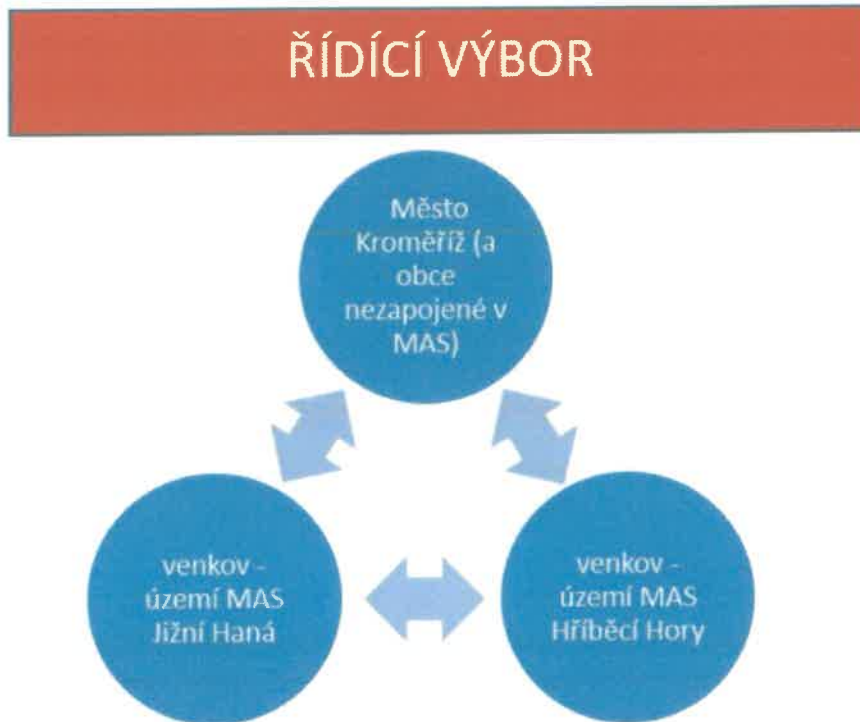 ŘÍDÍCÍ VÝBOR
Město
Kroměříž (a
obce
nezapojené v
MAS)
venkov -
území MAS
Jižní Haná
venkov -
území MAS
Hříběcí Hory